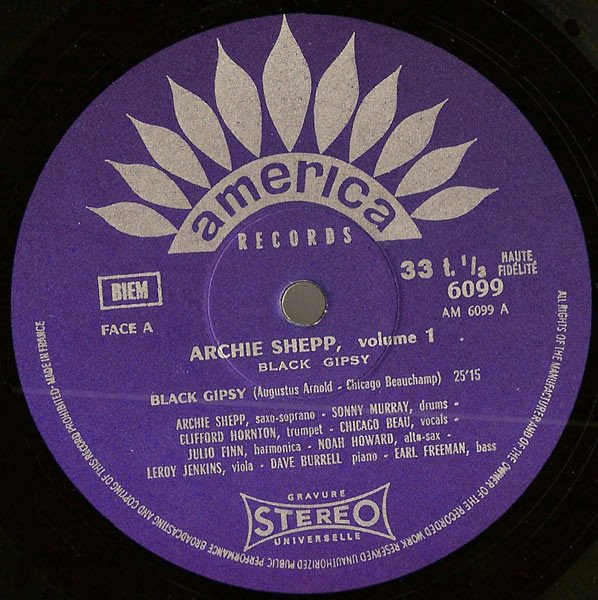 america
RECORDS
33 t. 1/3 HAUTE FIDÉLITÉ
6099
AM 6099 A
BIEM
FACE A
ARCHIE SHEPP, volume 1
BLACK GIPSY
BLACK GIPSY (Augustus Arnold - Chicago Beauchamp) 25'15
ARCHIE SHEPP, saxo-soprano - SONNY MURRAY, drums -
CLIFFORD HORNTON, trumpet - CHICAGO BEAU, vocals -
JULIO FINN, harmonica - NOAH HOWARD, alto-sax -
LEROY JENKINS, viola - DAVE BURRELL piano - EARL FREEMAN, bass
GRAVURE
STEREO
UNIVERSELLE
ALL RIGHTS OF THE MANUFACTURER AND OF THE OWNER OF THE RECORDED WORK RESERVED UNAUTHORIZED PUBLIC PERFORMANCE BROADCASTING AND COPYING OF THIS RECORD PROHIBITED - MADE IN FRANCE